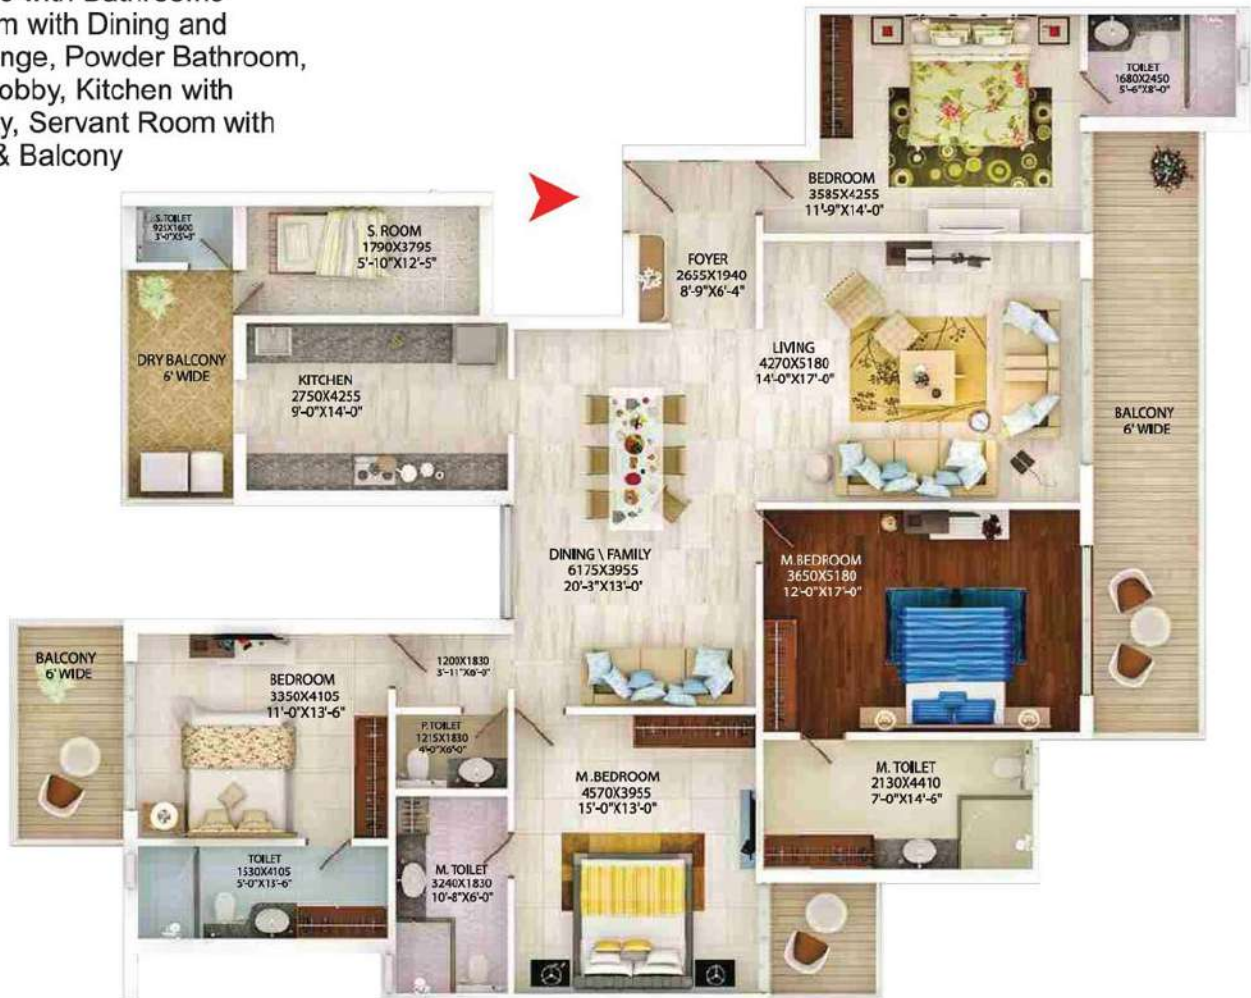 m with Dining and
nge, Powder Bathroom,
obby, Kitchen with
y, Servant Room with
& Balcony
TOILET
1680X2450
5'-6"X8'-0"
BEDROOM
3585X4255
11'-9"X14'-0"
S. TOILET
925X1600
S. ROOM
1790X3795
5'-10"X12'-5"
FOYER
2655X1940
8'-9"X6'-4"
DRY BALCONY
6' WIDE
KITCHEN
2750X4255
9'-0"X14'-0"
LIVING
4270X5180
14'-0"X17'-0"
BALCONY
6' WIDE
DINING \ FAMILY
6175X3955
20'-3"X13'-0"
M.BEDROOM
3650X5180
12'-0"X17'-0"
BALCONY
6' WIDE
BEDROOM
3350X4105
11'-0"X13'-6"
1200X1830
3'-11"X6'-0"
P. TOILET
1215X1830
4'-0"X6'-0"
M.BEDROOM
4570X3955
15'-0"X13'-0"
M. TOILET
2130X4410
7'-0"X14'-6"
TOILET
1530X4105
5'-0"X13'-6"
M. TOILET
3240X1830
10'-8"X6'-0"